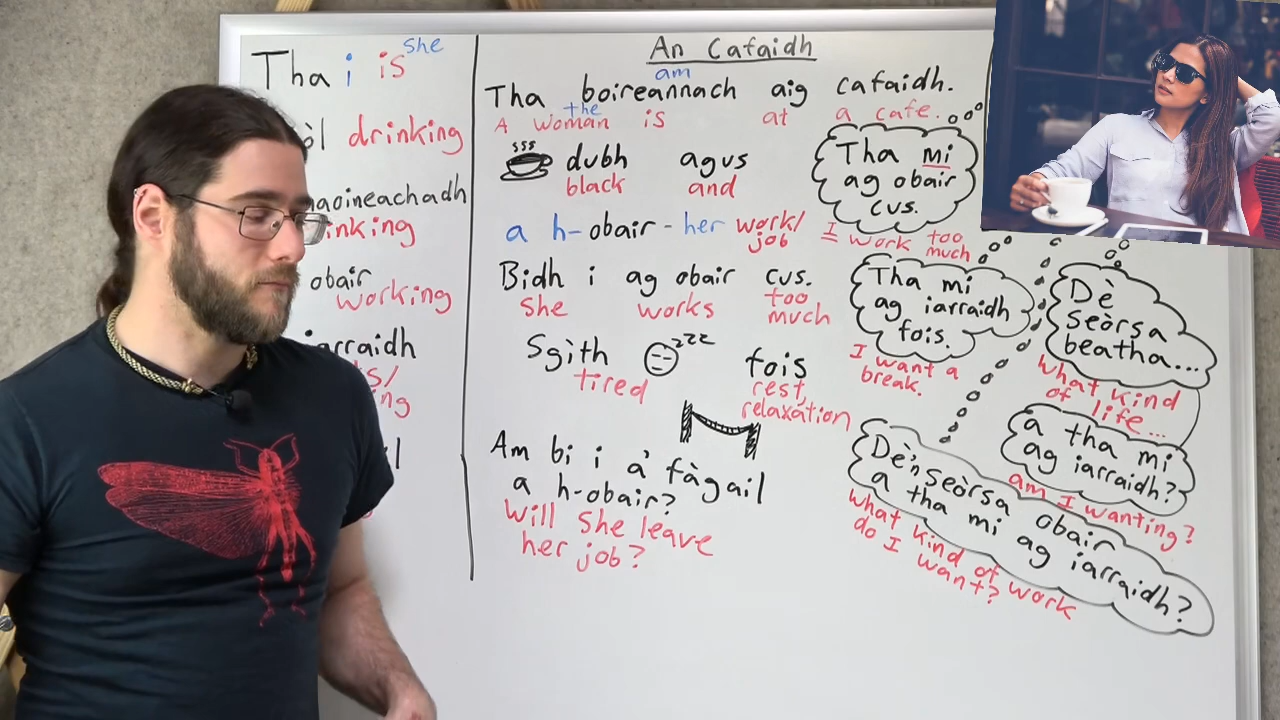 she
Tha i is
drinking
obair
working
An Cafaidh
am
Tha boireannach aig cafaidh.
the
A woman is at a cafe.
dubh agus
black and
a h-obair - her work/
job
Bidh i ag obair cus.
she works too
much
Sgìth zzz fois
tired rest,
relaxation
Am bi i a' fàgail
a h-obair?
Will she leave
her job?
Tha mi
ag obair
cus.
I work too
much
Tha mi
ag iarraidh
fois.
I want a
break.
Dè
seòrsa
beatha....
What kind
of life...
a tha mi
ag iarraidh?
am I wanting?
Dè'n seòrsa obair
a tha mi ag iarraidh?
what kind of work
do I want?